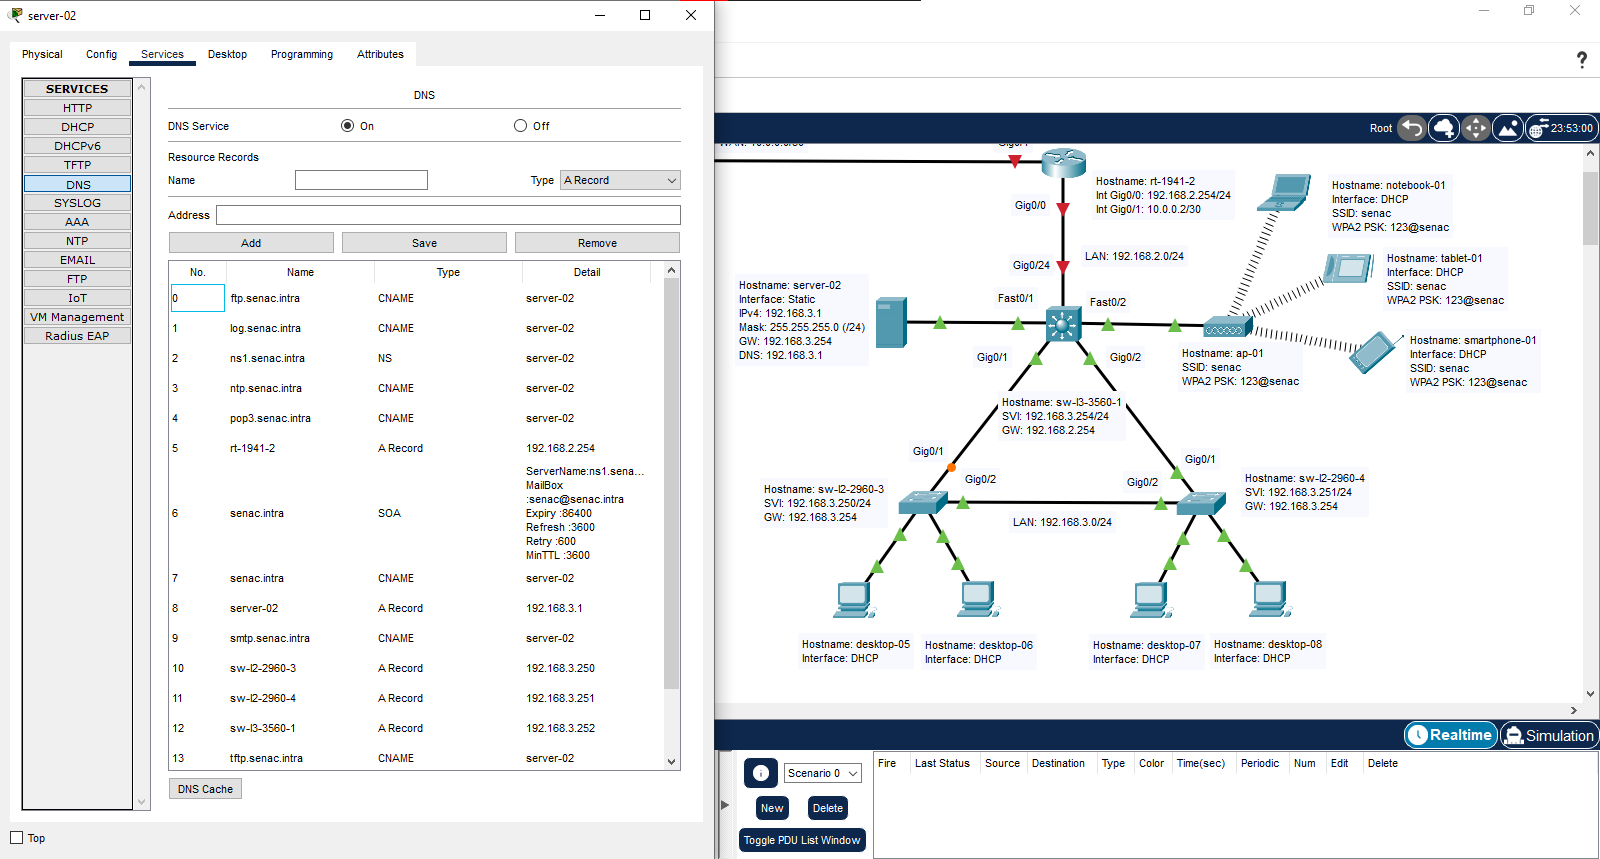 server-02
Physical Config Services Desktop Programming Attributes
SERVICES
HTTP
DHCP
DHCPv6
TFTP
DNS
SYSLOG
AAA
NTP
EMAIL
FTP
IoT
VM Management
Radius EAP
DNS
DNS Service On Off
Resource Records
Name Type A Record
Address
Add Save Remove
No. Name Type Detail
0 ftp.senac.intra CNAME server-02
1 log.senac.intra CNAME server-02
2 ns1.senac.intra NS server-02
3 ntp.senac.intra CNAME server-02
4 pop3.senac.intra CNAME server-02
5 rt-1941-2 A Record 192.168.2.254
6 senac.intra SOA
ServerName:ns1.sena...
MailBox
:senac@senac.intra
Expiry :86400
Refresh :3600
Retry :600
MinTTL :3600
7 senac.intra CNAME server-02
8 server-02 A Record 192.168.3.1
9 smtp.senac.intra CNAME server-02
10 sw-l2-2960-3 A Record 192.168.3.250
11 sw-l2-2960-4 A Record 192.168.3.251
12 sw-l3-3560-1 A Record 192.168.3.252
13 tftp.senac.intra CNAME server-02
DNS Cache
Top
?
Root 23:53:00
WAN: 10.0.0.0/30
Gig0/1
Hostname: rt-1941-2
Int Gig0/0: 192.168.2.254/24
Int Gig0/1: 10.0.0.2/30
Gig0/0
Gig0/24
LAN: 192.168.2.0/24
Hostname: notebook-01
Interface: DHCP
SSID: senac
WPA2 PSK: 123@senac
Hostname: tablet-01
Interface: DHCP
SSID: senac
WPA2 PSK: 123@senac
Hostname: server-02
Interface: Static
IPv4: 192.168.3.1
Mask: 255.255.255.0 (/24)
GW: 192.168.3.254
DNS: 192.168.3.1
Fast0/1
Fast0/2
Gig0/1
Gig0/2
Hostname: ap-01
SSID: senac
WPA2 PSK: 123@senac
Hostname: smartphone-01
Interface: DHCP
SSID: senac
WPA2 PSK: 123@senac
Hostname: sw-l3-3560-1
SVI: 192.168.3.254/24
GW: 192.168.2.254
Gig0/1
Gig0/2
Hostname: sw-l2-2960-3
SVI: 192.168.3.250/24
GW: 192.168.3.254
Gig0/1
Gig0/2
Hostname: sw-l2-2960-4
SVI: 192.168.3.251/24
GW: 192.168.3.254
LAN: 192.168.3.0/24
Hostname: desktop-05
Interface: DHCP
Hostname: desktop-06
Interface: DHCP
Hostname: desktop-07
Interface: DHCP
Hostname: desktop-08
Interface: DHCP
Realtime Simulation
Scenario 0
New Delete
Toggle PDU List Window
Fire Last Status Source Destination Type Color Time(sec) Periodic Num Edit Delete